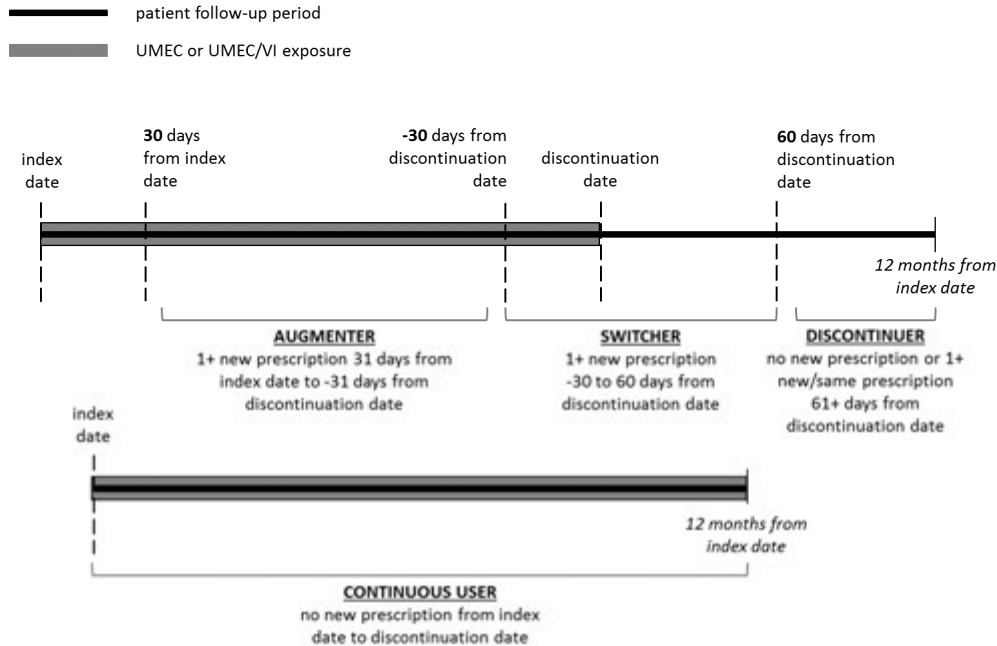 patient follow-up period
UMEC or UMEC/VI exposure
index
date
30 days
from index
date
-30 days from
discontinuation
date
discontinuation
date
60 days from
discontinuation
date
12 months from
index date
AUGMENTER
1+ new prescription 31 days from
index date to -31 days from
discontinuation date
SWITCHER
1+ new prescription
-30 to 60 days from
discontinuation date
DISCONTINUER
no new prescription or 1+
new/same prescription
61+ days from
discontinuation date
index
date
12 months from
index date
CONTINUOUS USER
no new prescription from index
date to discontinuation date